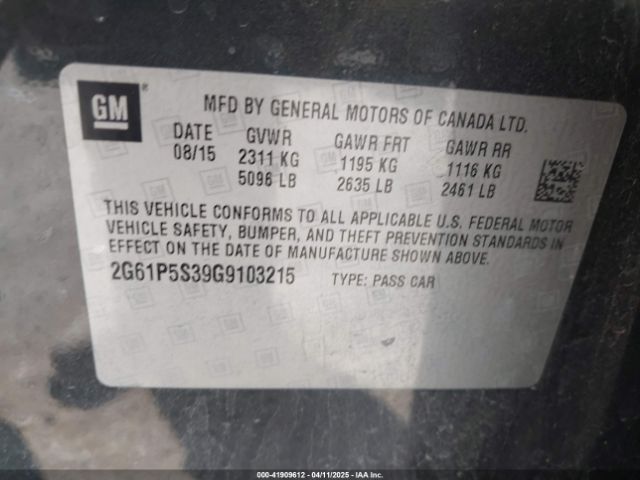 GM
MFD BY GENERAL MOTORS OF CANADA LTD.
DATE GVWR GAWR FRT GAWR RR
08/15 2311 KG 1195 KG 1116 KG
5096 LB 2635 LB 2461 LB
THIS VEHICLE CONFORMS TO ALL APPLICABLE U.S. FEDERAL MOTOR
VEHICLE SAFETY, BUMPER, AND THEFT PREVENTION STANDARDS IN
EFFECT ON THE DATE OF MANUFACTURE SHOWN ABOVE.
2G61P5S39G9103215 TYPE: PASS CAR
000-41909612 - 04/11/2025 - IAA Inc.